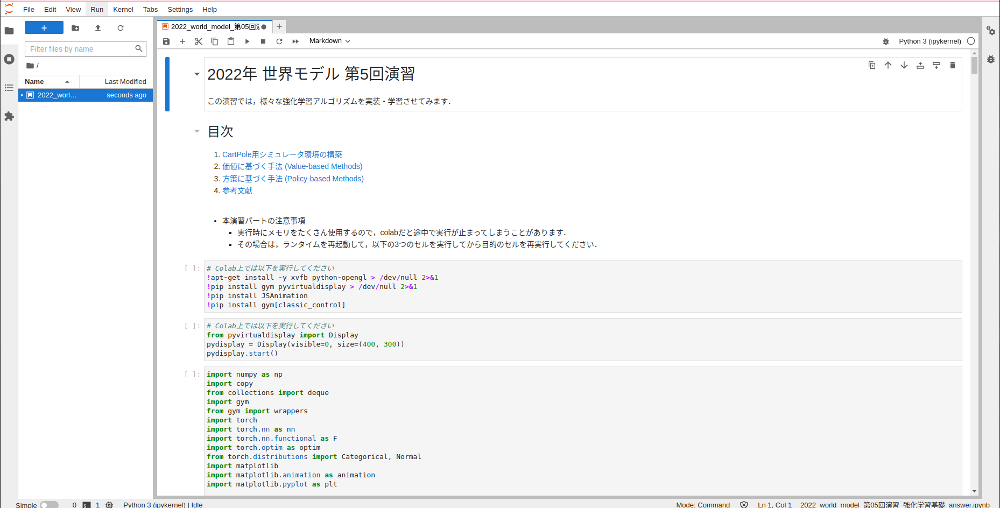 File Edit View Run Kernel Tabs Settings Help
2022_world_model_第05回演
Filter files by name
Markdown
Python 3 (ipykernel)
/
Name Last Modified
2022_worl… seconds ago
2022年 世界モデル 第5回演習
この演習では，様々な強化学習アルゴリズムを実装・学習させてみます．
目次
1. CartPole用シミュレータ環境の構築
2. 価値に基づく手法 (Value-based Methods)
3. 方策に基づく手法 (Policy-based Methods)
4. 参考文献
• 本演習パートの注意事項
▪ 実行時にメモリをたくさん使用するので，colabだと途中で実行が止まってしまうことがあります．
▪ その場合は，ランタイムを再起動して，以下の3つのセルを実行してから目的のセルを再実行してください．
[ ]: # Colab上では以下を実行してください
!apt-get install -y xvfb python-opengl > /dev/null 2>&1
!pip install gym pyvirtualdisplay > /dev/null 2>&1
!pip install JSAnimation
!pip install gym[classic_control]
[ ]: # Colab上では以下を実行してください
from pyvirtualdisplay import Display
pydisplay = Display(visible=0, size=(400, 300))
pydisplay.start()
[ ]: import numpy as np
import copy
from collections import deque
import gym
from gym import wrappers
import torch
import torch.nn as nn
import torch.nn.functional as F
import torch.optim as optim
from torch.distributions import Categorical, Normal
import matplotlib
import matplotlib.animation as animation
import matplotlib.pyplot as plt
Simple 0 $_ 1 Python 3 (ipykernel) | Idle Mode: Command Ln 1, Col 1 2022_world_model_第05回演習_強化学習基礎_answer.ipynb